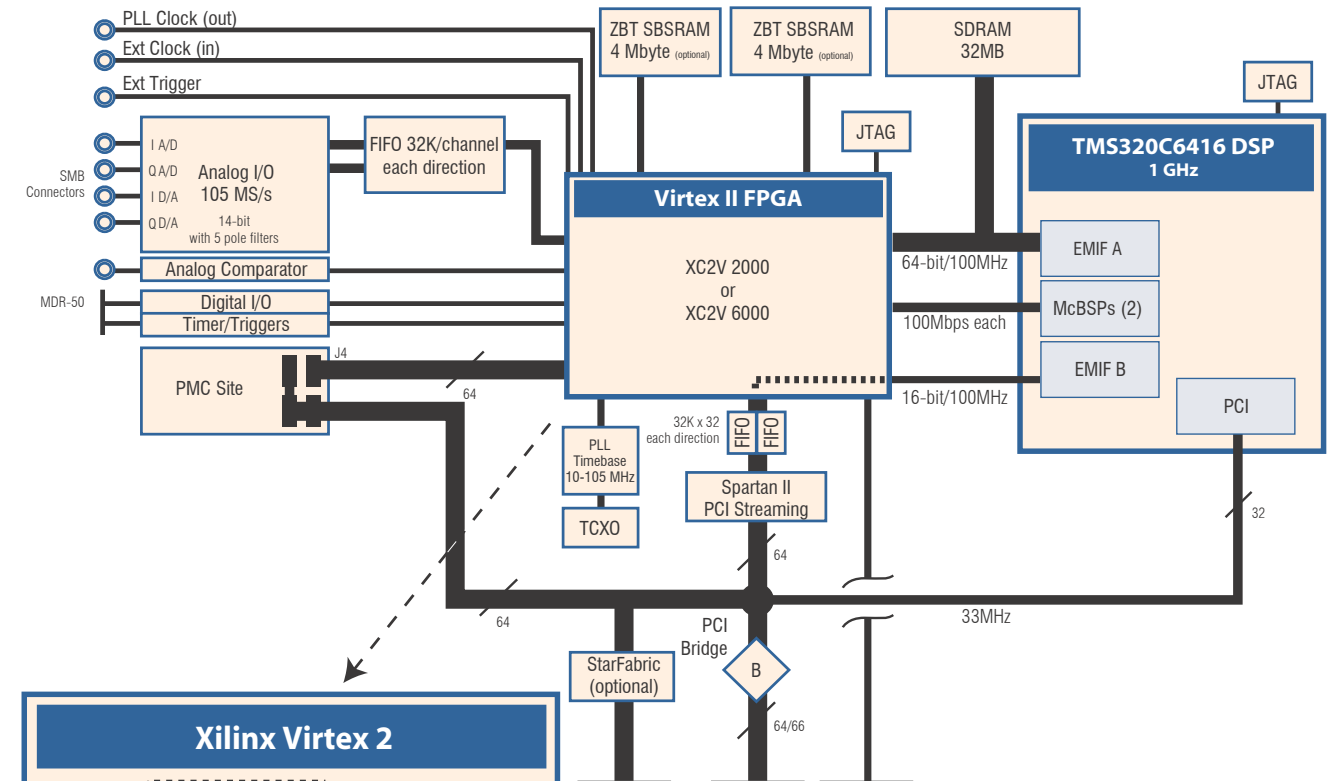 PLL Clock (out)
Ext Clock (in)
Ext Trigger
SMB
Connectors
I A/D
Q A/D
I D/A
Q D/A
Analog I/O
105 MS/s
14-bit
with 5 pole filters
FIFO 32K/channel
each direction
Analog Comparator
MDR-50
Digital I/O
Timer/Triggers
PMC Site
J4
64
ZBT SBSRAM
4 Mbyte (optional)
ZBT SBSRAM
4 Mbyte (optional)
SDRAM
32MB
JTAG
JTAG
Virtex II FPGA
XC2V 2000
or
XC2V 6000
TMS320C6416 DSP
1 GHz
64-bit/100MHz
EMIF A
100Mbps each
McBSPs (2)
16-bit/100MHz
EMIF B
PCI
32
PLL
Timebase
10-105 MHz
TCXO
32K x 32
each direction
FIFO
FIFO
Spartan II
PCI Streaming
64
64
33MHz
PCI
Bridge
B
StarFabric
(optional)
64/66
Xilinx Virtex 2